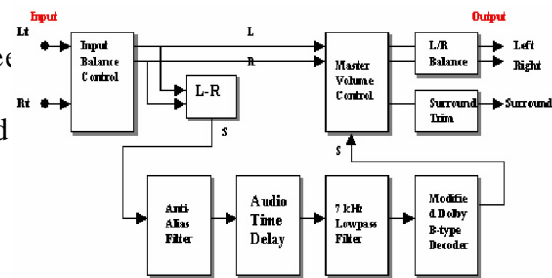 Input
Output
Lt
Input
Balance
Control
L
R
L-R
S
Master
Volume
Control
L/R
Balance
Left
Right
Rt
d
Surround
Trim
Surround
S
Anti-
Alias
Filter
Audio
Time
Delay
7 kHz
Lowpass
Filter
Modifie
d Dolby
B-type
Decoder